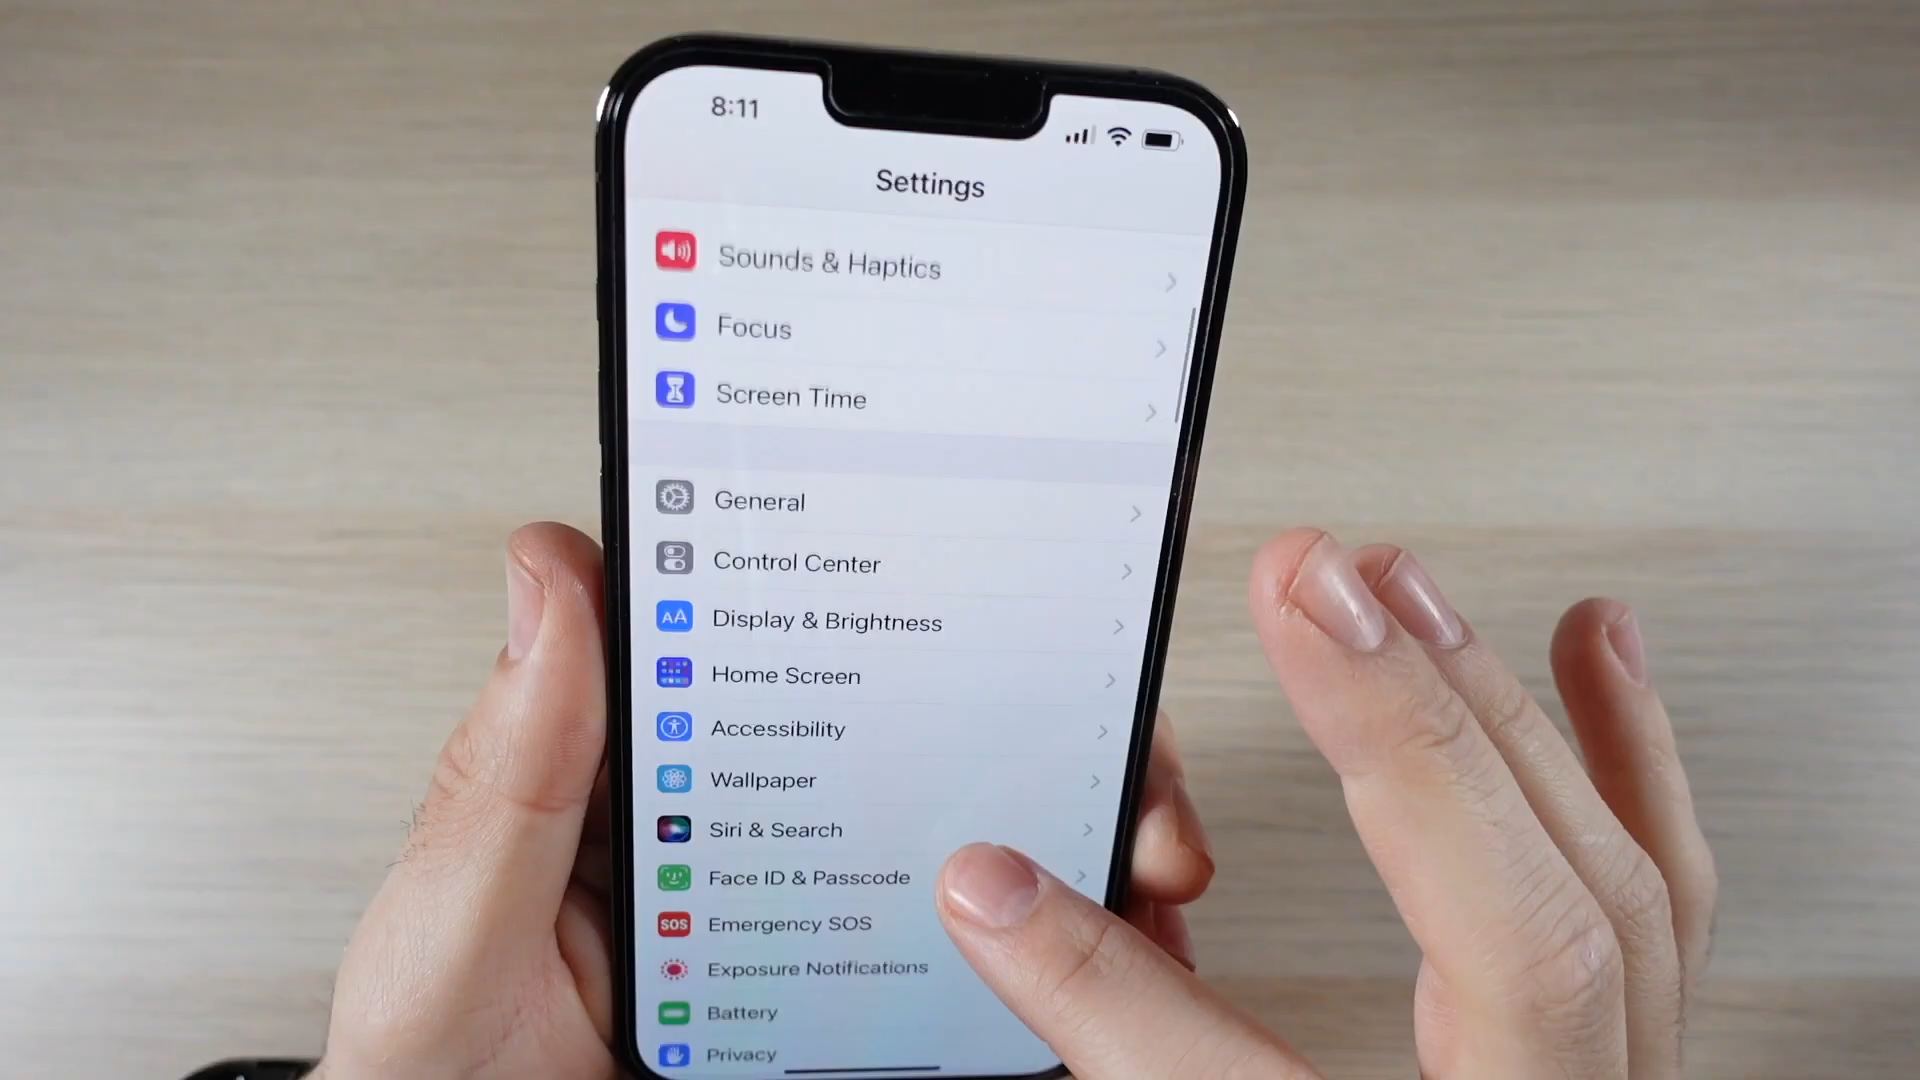 8:11
Settings
Sounds & Haptics
Focus
Screen Time
General
Control Center
AA Display & Brightness
Home Screen
Accessibility
Wallpaper
Siri & Search
Face ID & Passcode
SOS Emergency SOS
Exposure Notifications
Battery
Privacy